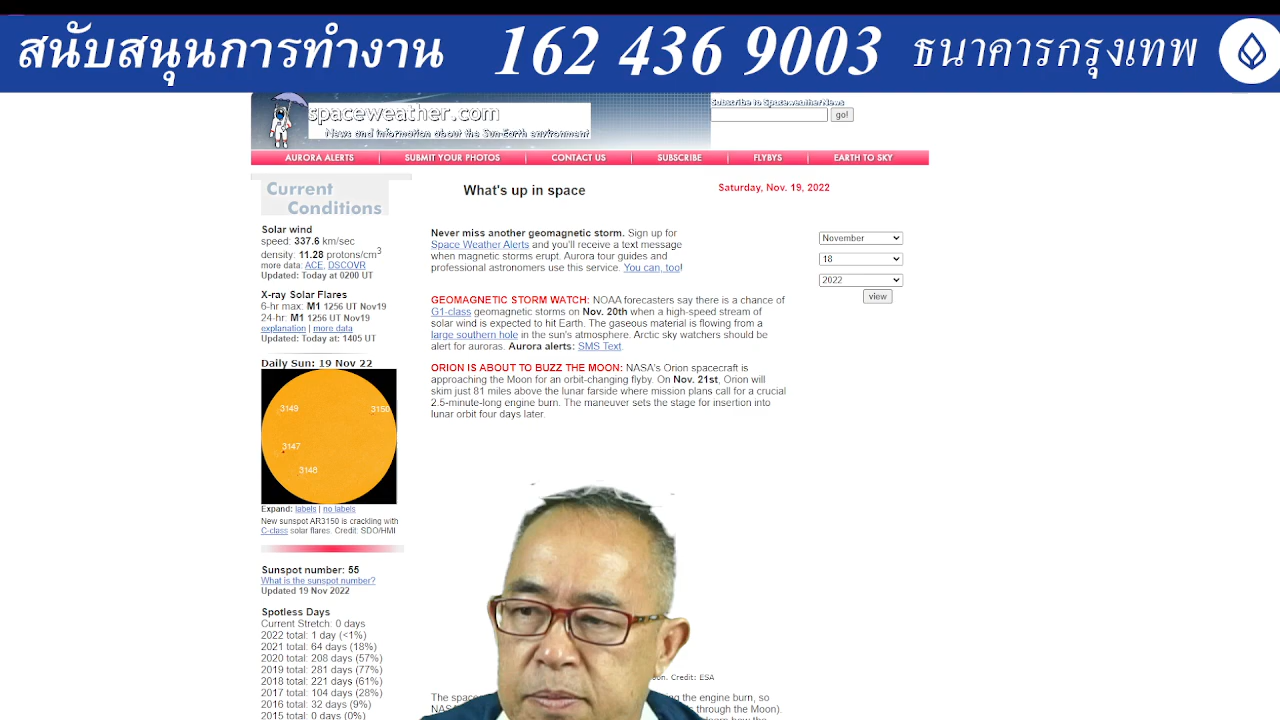 สนับสนุนการทำงาน 162 436 9003 ธนาคารกรุงเทพ
spaceweather.com
News and information about the Sun-Earth environment
Subscribe to SpaceweatherNews
go!
AURORA ALERTS | SUBMIT YOUR PHOTOS | CONTACT US | SUBSCRIBE | FLYBYS | EARTH TO SKY
Current
Conditions
Solar wind
speed: 337.6 km/sec
density: 11.28 protons/cm3
more data: ACE, DSCOVR
Updated: Today at 0200 UT
X-ray Solar Flares
6-hr max: M1 1256 UT Nov19
24-hr: M1 1256 UT Nov19
explanation | more data
Updated: Today at: 1405 UT
Daily Sun: 19 Nov 22
3149
3150
3147
3148
Expand: labels | no labels
New sunspot AR3150 is crackling with
C-class solar flares. Credit: SDO/HMI
Sunspot number: 55
What is the sunspot number?
Updated 19 Nov 2022
Spotless Days
Current Stretch: 0 days
2022 total: 1 day (<1%)
2021 total: 64 days (18%)
2020 total: 208 days (57%)
2019 total: 281 days (77%)
2018 total: 221 days (61%)
2017 total: 104 days (28%)
2016 total: 32 days (9%)
2015 total: 0 days (0%)
What's up in space
Saturday, Nov. 19, 2022
November
18
2022
view
Never miss another geomagnetic storm. Sign up for
Space Weather Alerts and you'll receive a text message
when magnetic storms erupt. Aurora tour guides and
professional astronomers use this service. You can, too!
GEOMAGNETIC STORM WATCH: NOAA forecasters say there is a chance of
G1-class geomagnetic storms on Nov. 20th when a high-speed stream of
solar wind is expected to hit Earth. The gaseous material is flowing from a
large southern hole in the sun's atmosphere. Arctic sky watchers should be
alert for auroras. Aurora alerts: SMS Text.
ORION IS ABOUT TO BUZZ THE MOON: NASA's Orion spacecraft is
approaching the Moon for an orbit-changing flyby. On Nov. 21st, Orion will
skim just 81 miles above the lunar farside where mission plans call for a crucial
2.5-minute-long engine burn. The maneuver sets the stage for insertion into
lunar orbit four days later.
Credit: ESA
The the engine burn, so
through the Moon).
the